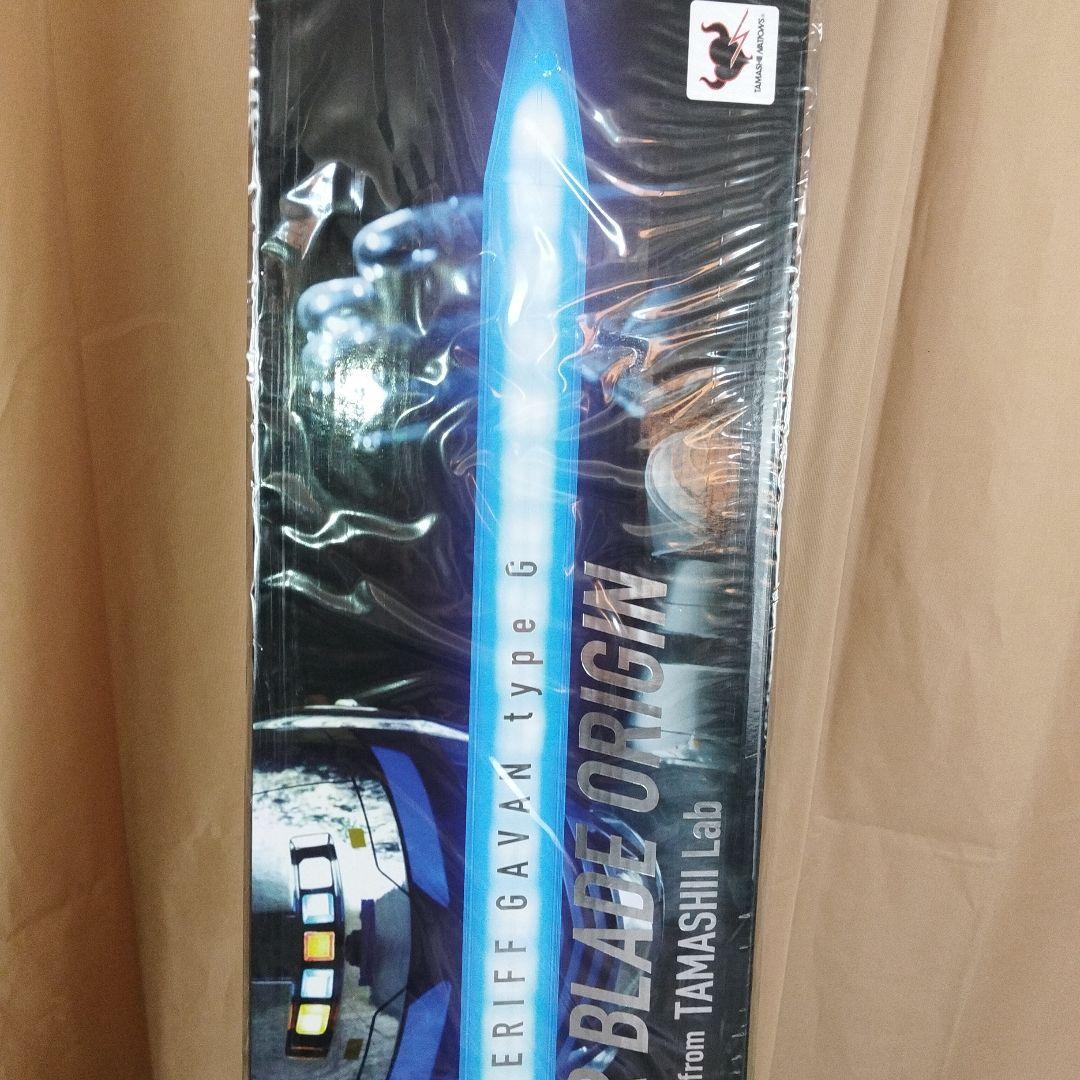 TAMASHII NATIONS
ERIFF GAVAN type G
R BLADE ORIGIN
from TAMASHII Lab